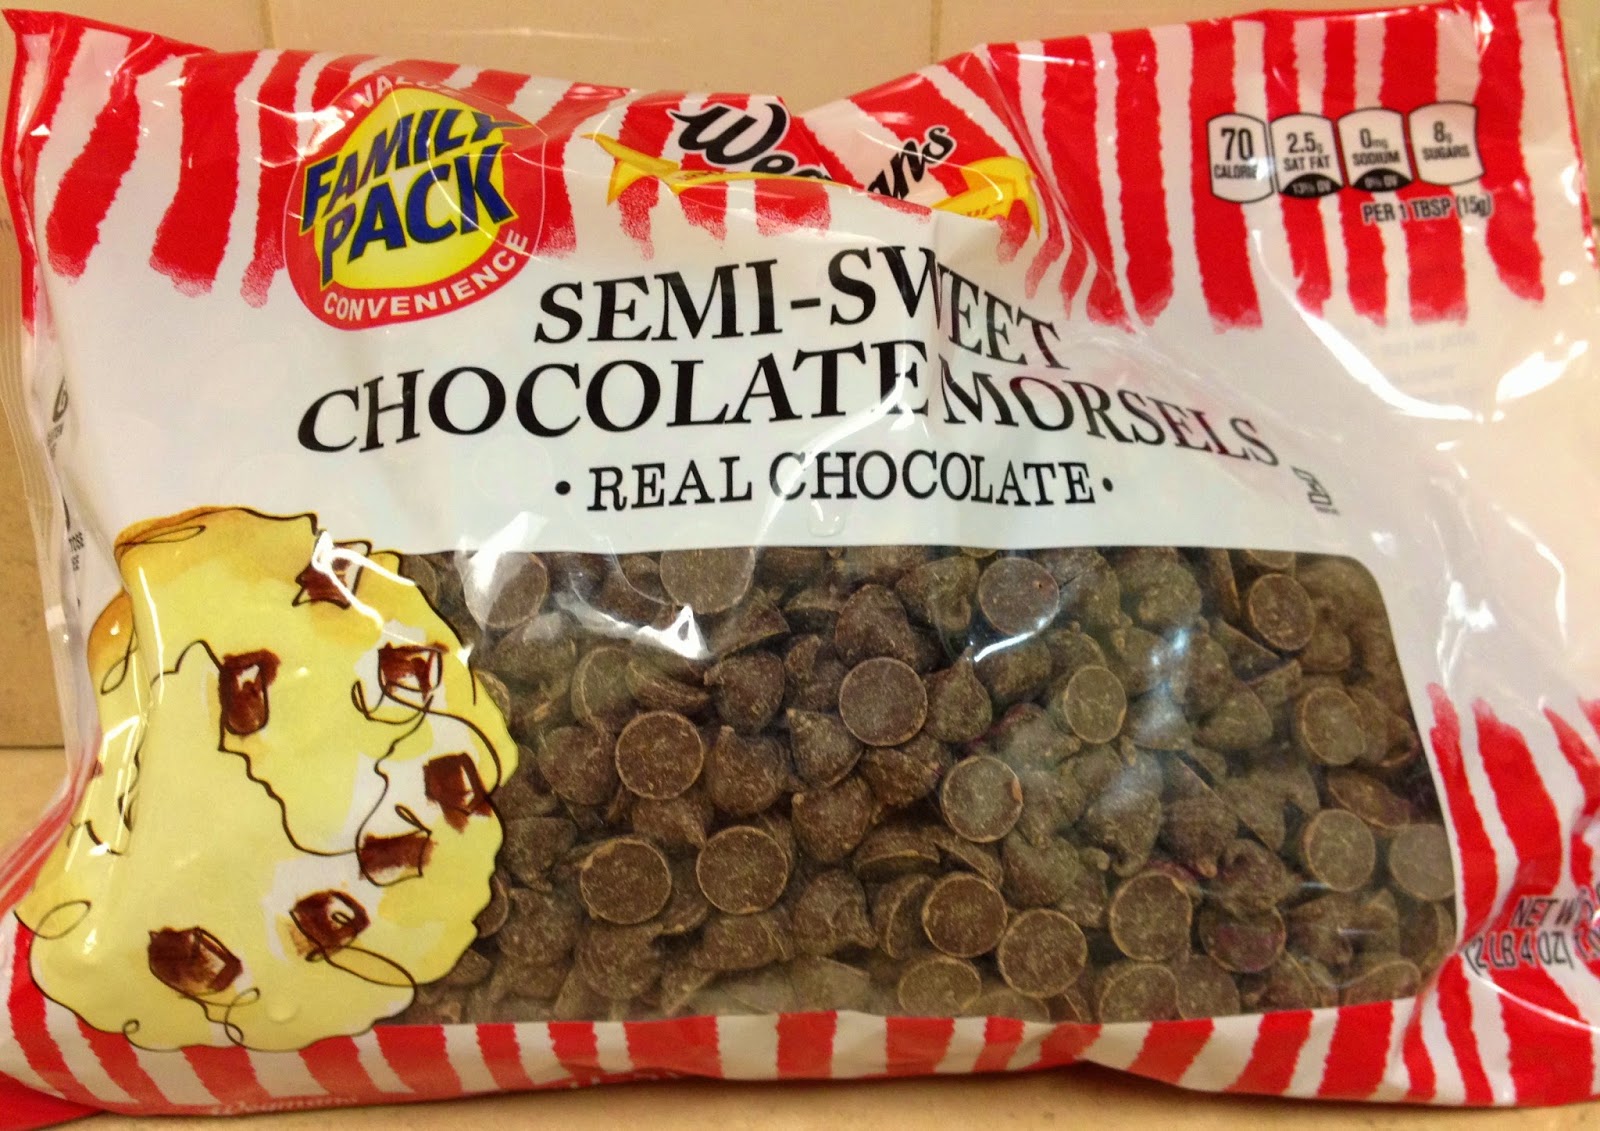 VALUE
FAMILY
PACK
CONVENIENCE
70
CALORIES
2.5g
SAT FAT
13% DV
0mg
SODIUM
0% DV
8g
SUGARS
PER 1 TBSP (15g)
SEMI-SWEET
CHOCOLATE MORSELS
• REAL CHOCOLATE •
NET WT
(2 LB 4 OZ)
Wegmans